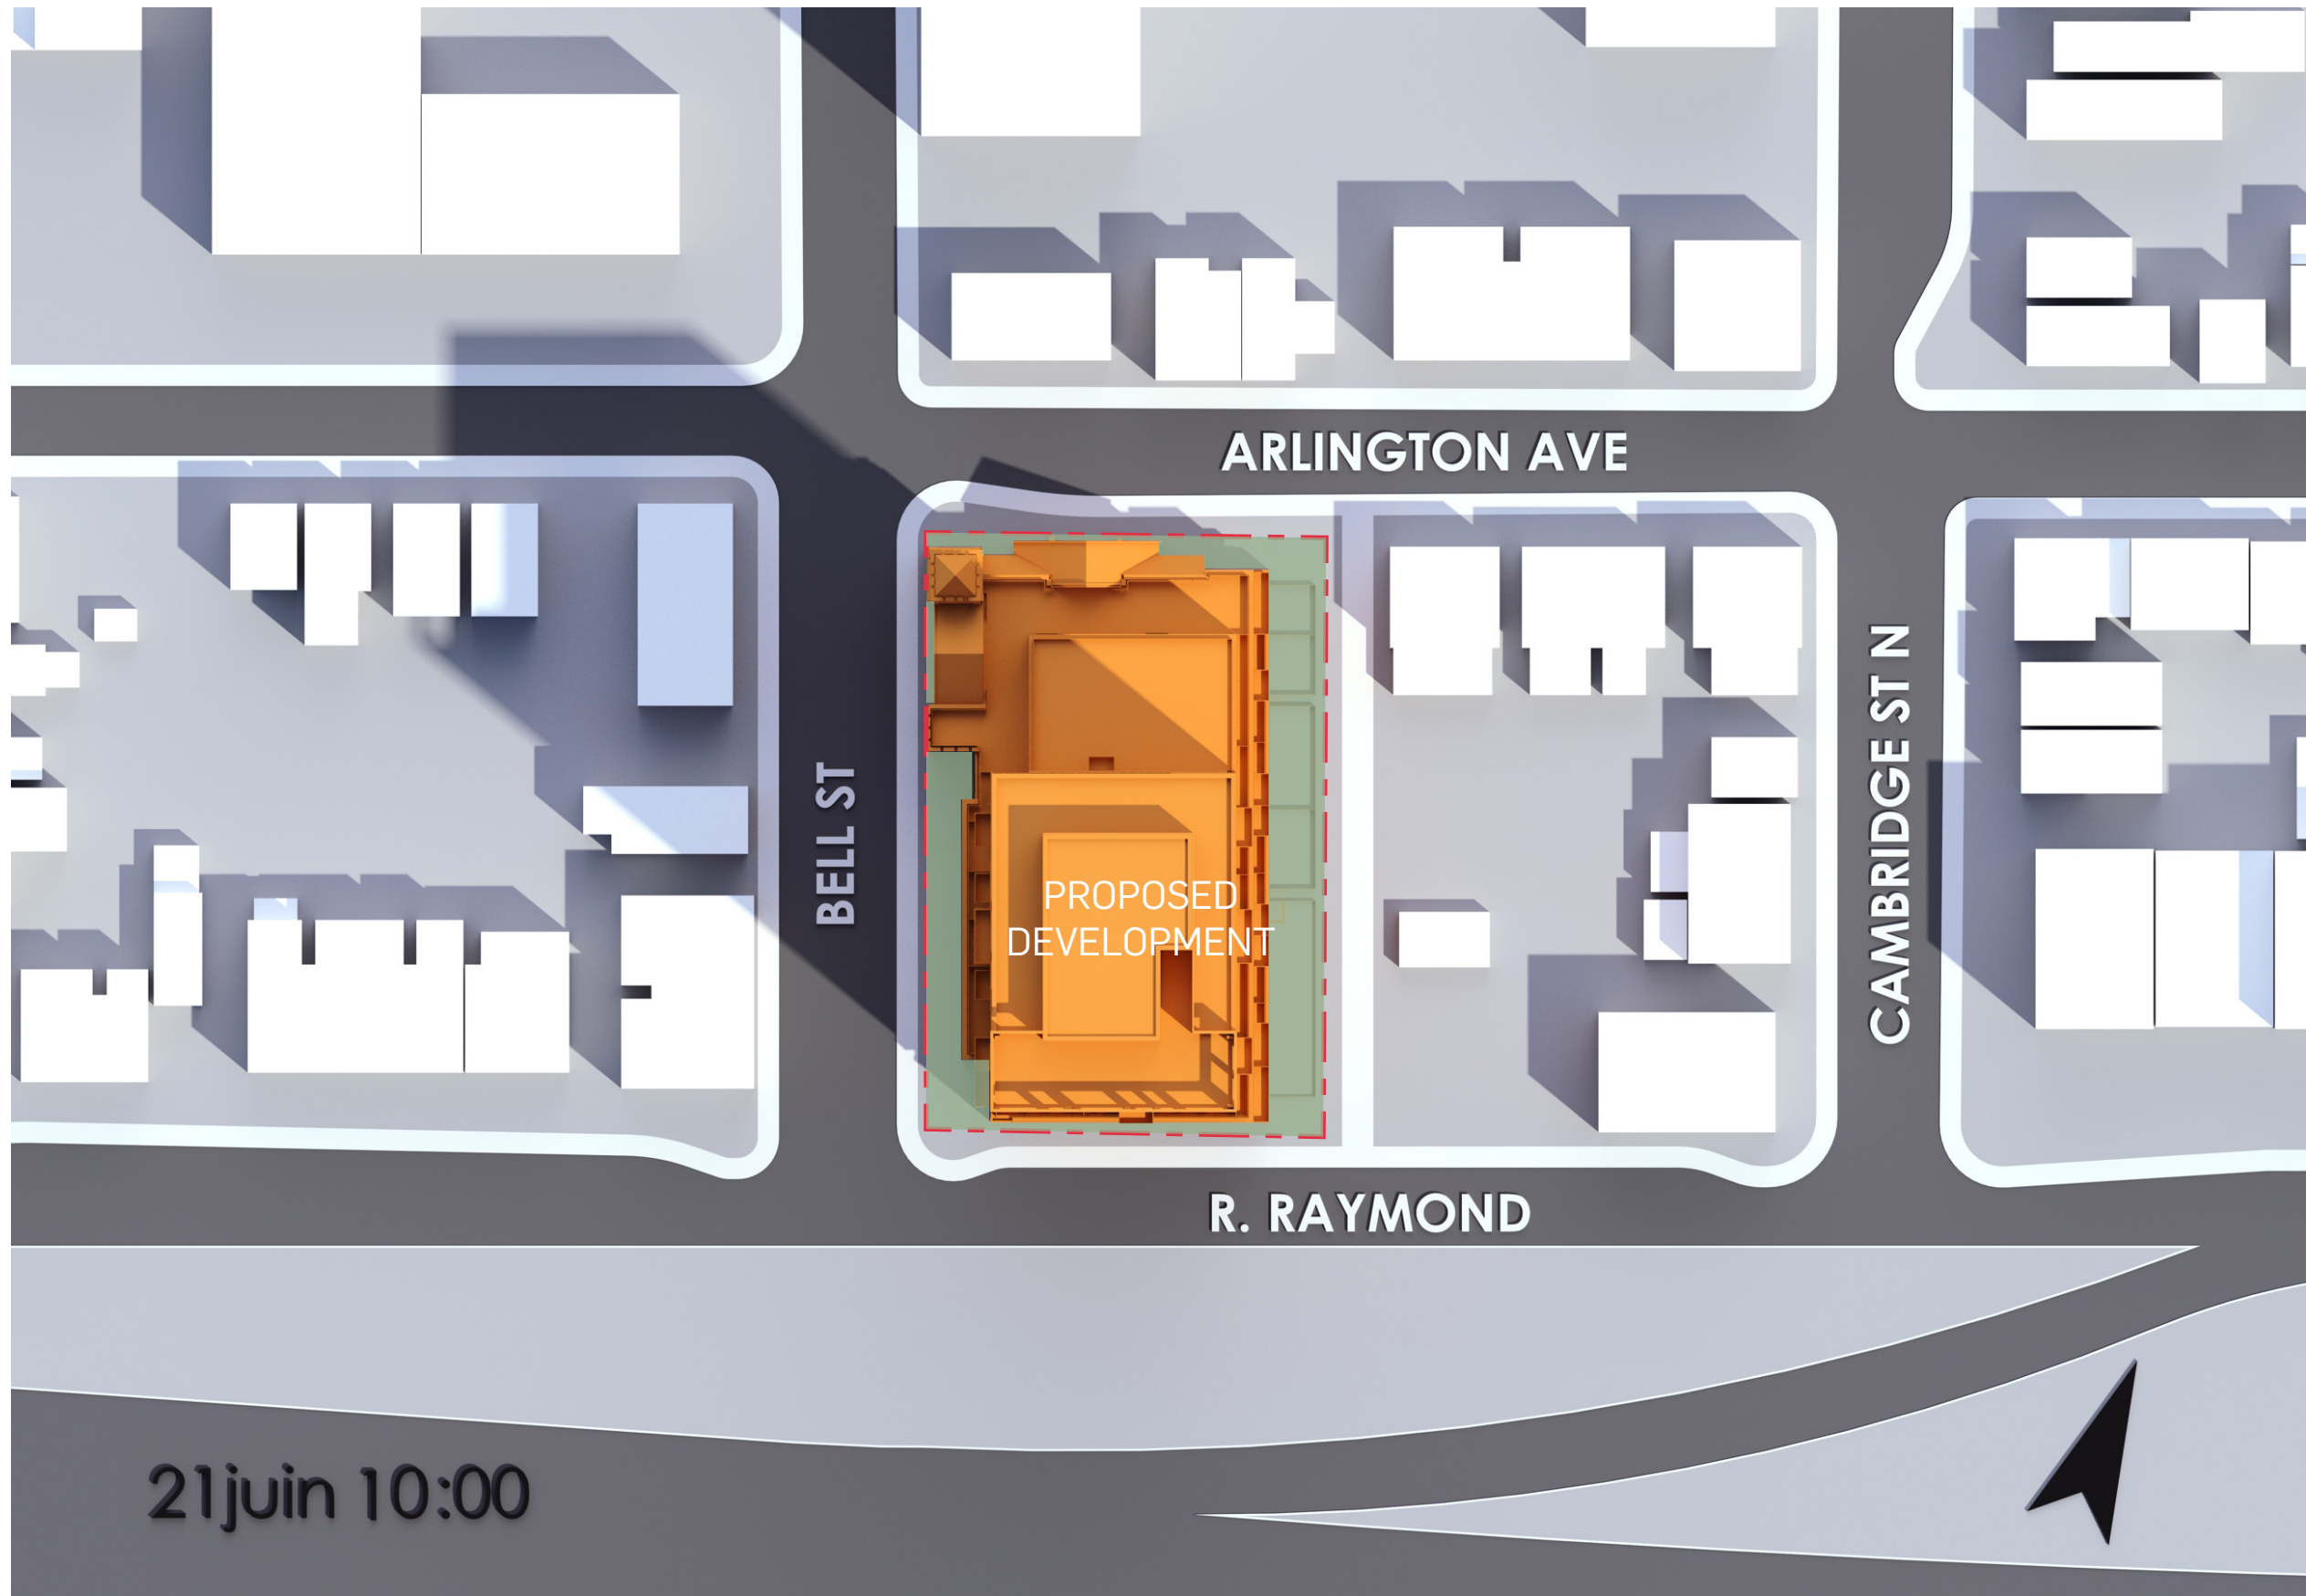 ARLINGTON AVE
BELL ST
CAMBRIDGE ST N
PROPOSED
DEVELOPMENT
R. RAYMOND
21juin 10:00